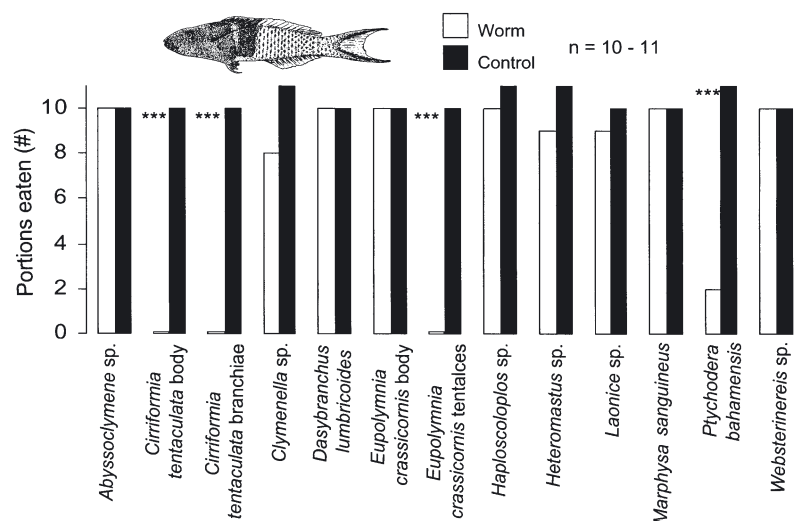 Worm
Control
n = 10 - 11
Portions eaten (#)
10
8
6
4
2
0
***
***
***
***
Abyssoclymene sp.
Cirriformia
tentaculata body
Cirriformia
tentaculata branchiae
Clymenella sp.
Dasybranchus
lumbricoides
Eupolymnia
crassicornis body
Eupolymnia
crassicornis tentalces
Haploscoloplos sp.
Heteromastus sp.
Laonice sp.
Marphysa sanguineus
Ptychodera
bahamensis
Websterinereis sp.